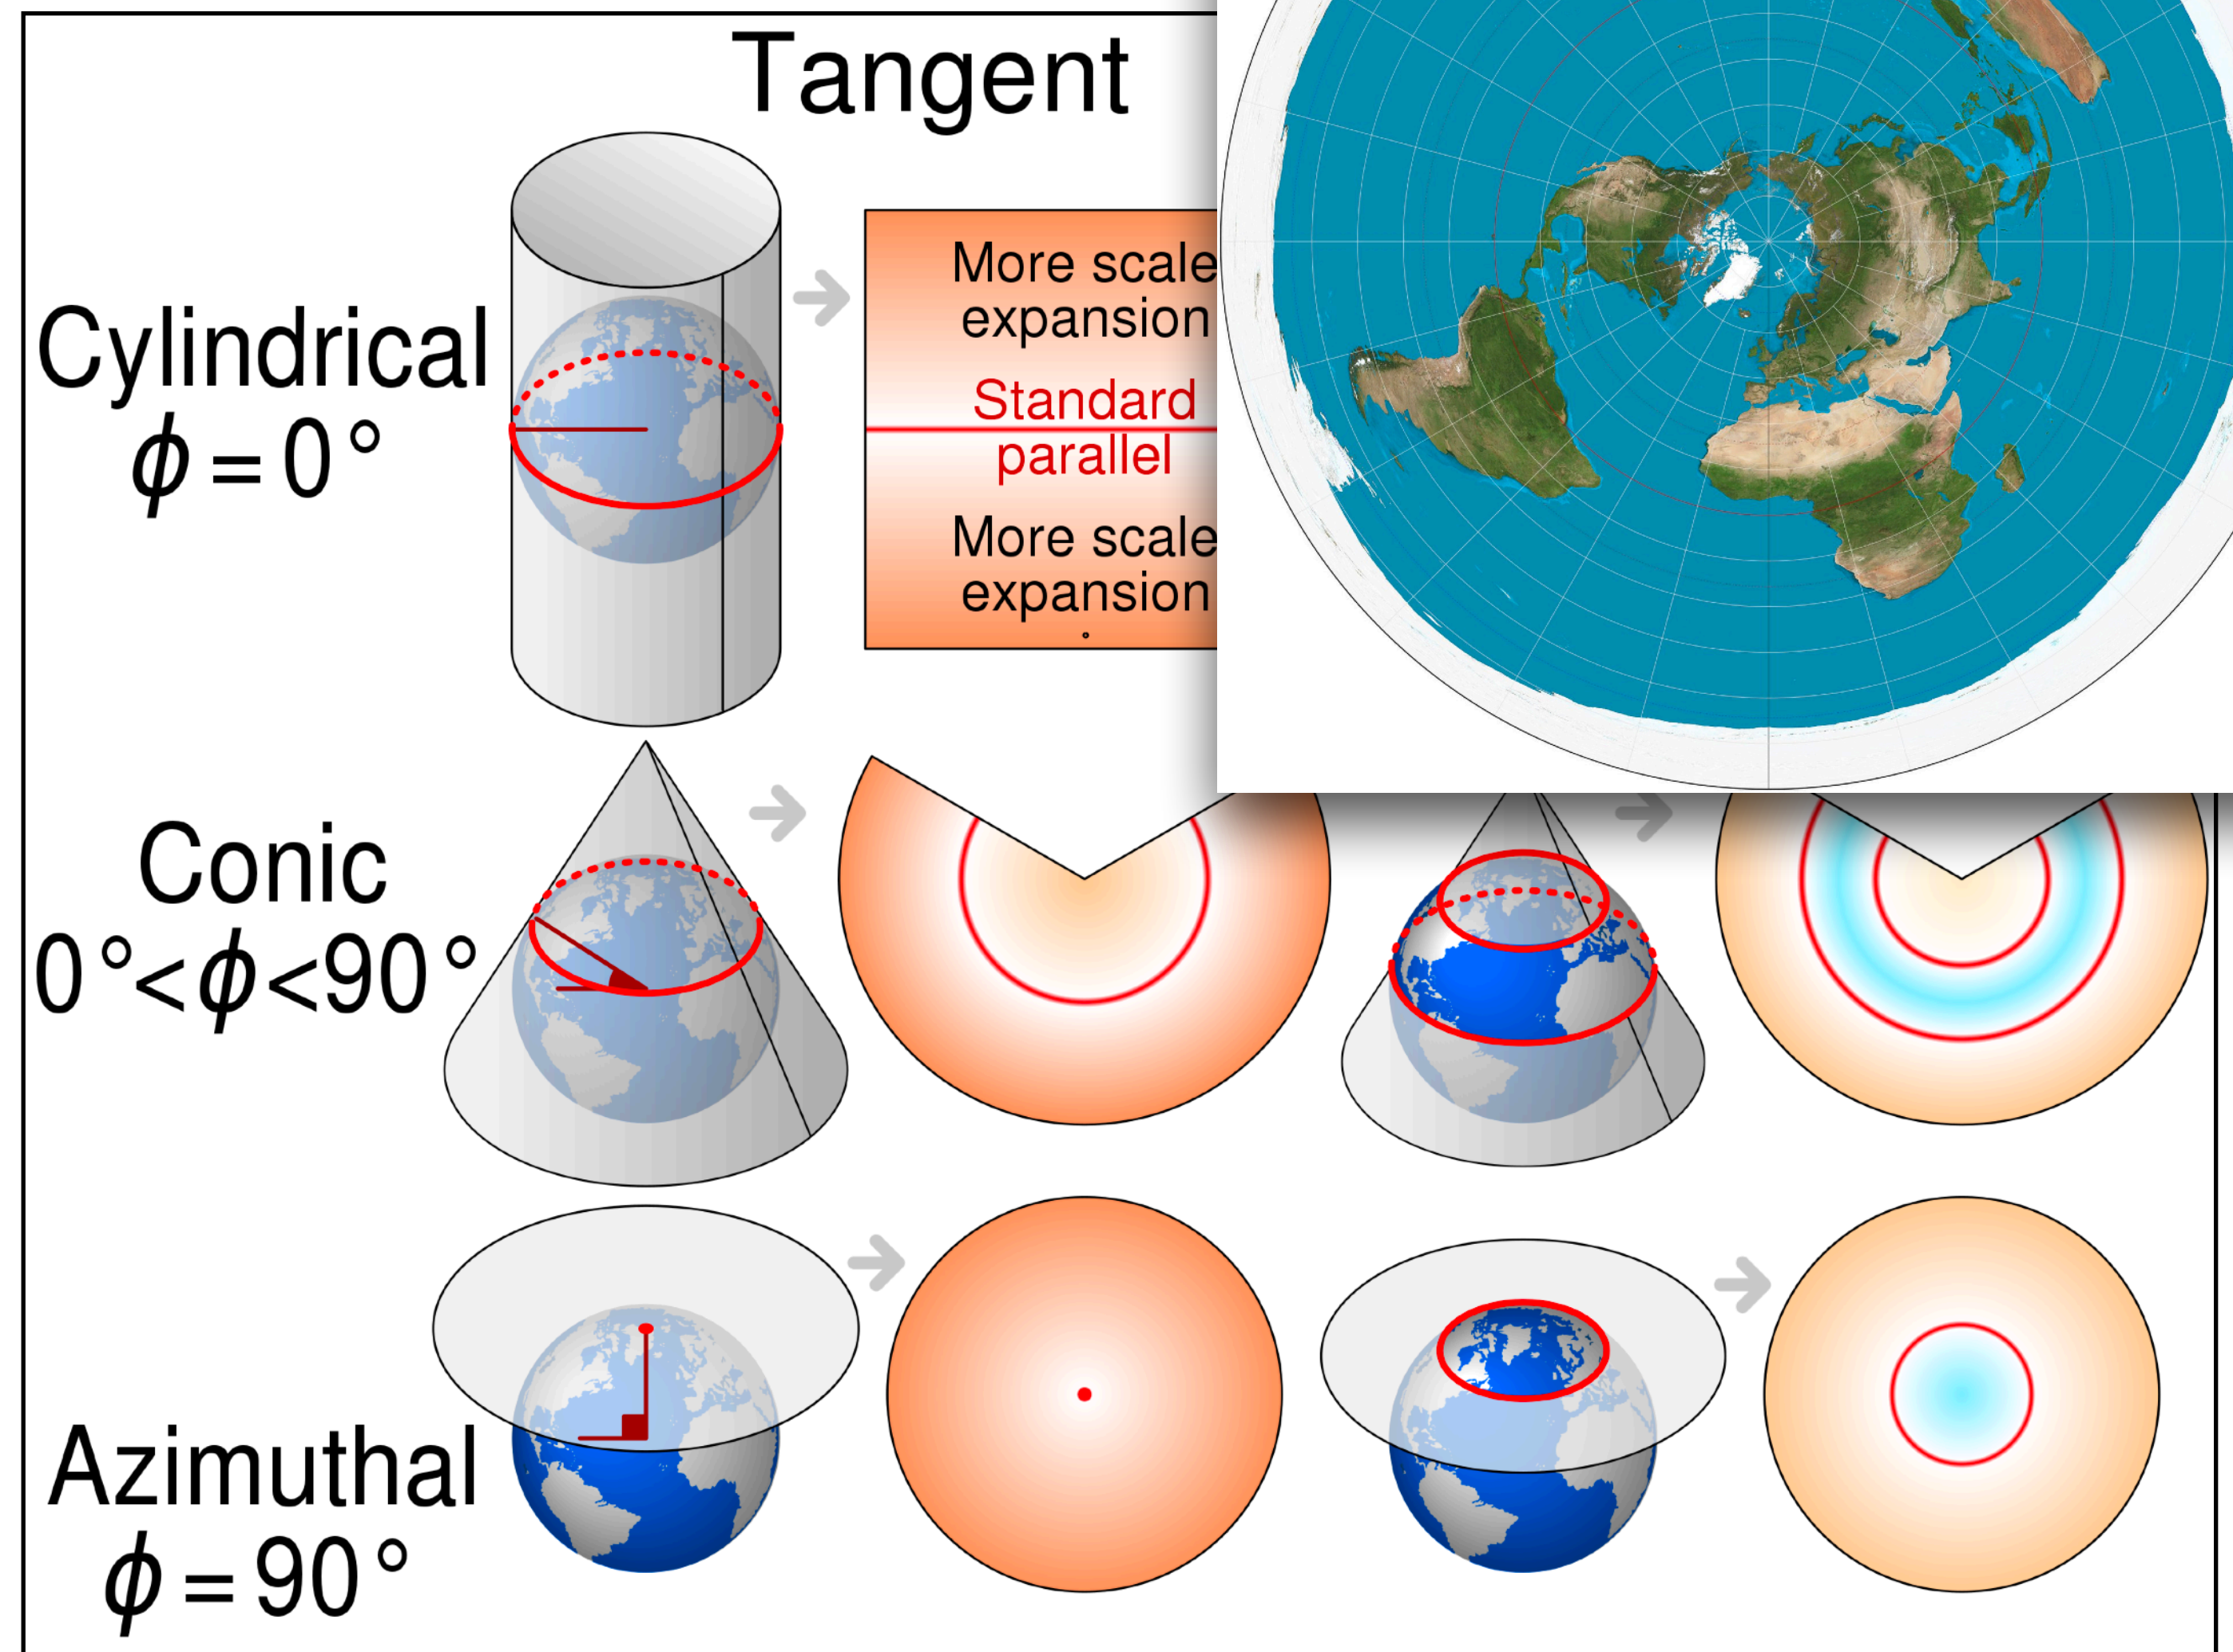 Tangent
Cylindrical
ϕ = 0°
More scale
expansion
Standard
parallel
More scale
expansion
Conic
0°<ϕ<90°
Azimuthal
ϕ = 90°